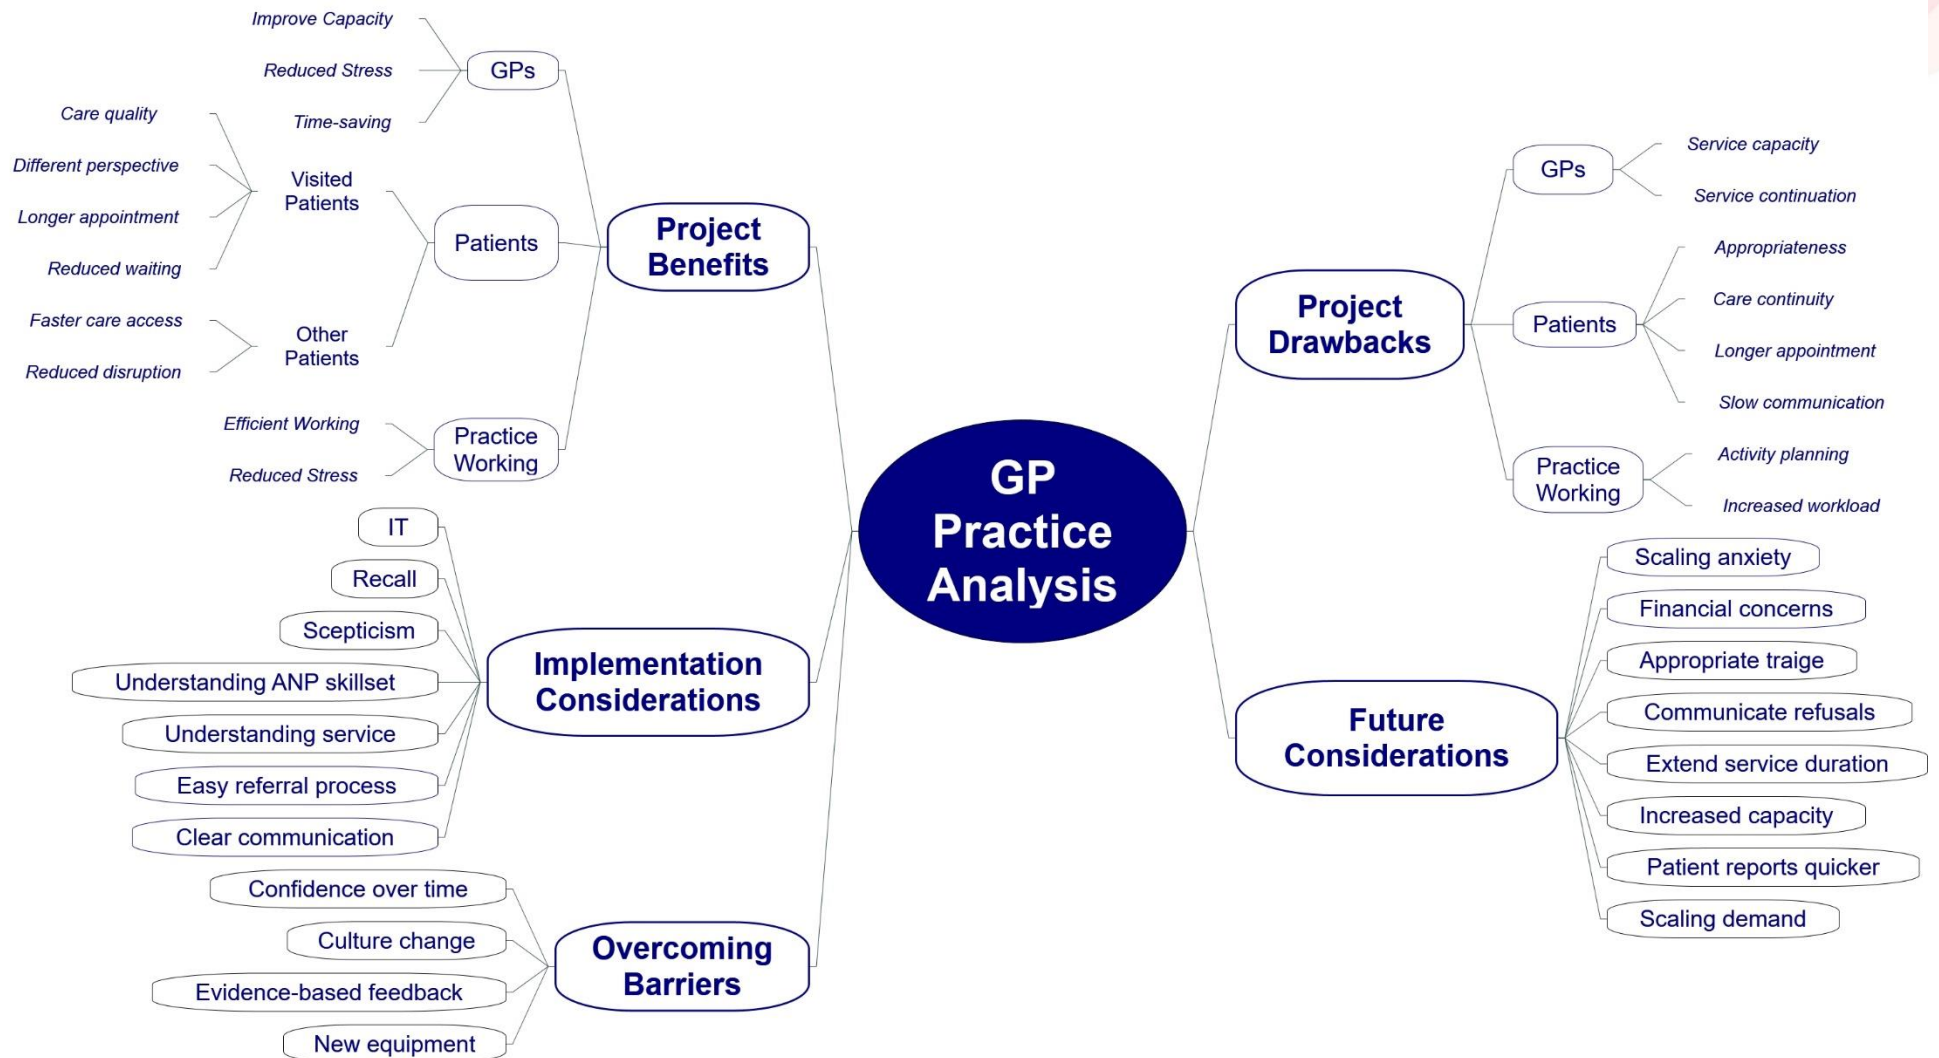 GP
Practice
Analysis
Project
Benefits
GPs
Improve Capacity
Reduced Stress
Time-saving
Patients
Visited
Patients
Care quality
Different perspective
Longer appointment
Reduced waiting
Other
Patients
Faster care access
Reduced disruption
Practice
Working
Efficient Working
Reduced Stress
Implementation
Considerations
IT
Recall
Scepticism
Understanding ANP skillset
Understanding service
Easy referral process
Clear communication
Overcoming
Barriers
Confidence over time
Culture change
Evidence-based feedback
New equipment
Project
Drawbacks
GPs
Service capacity
Service continuation
Patients
Appropriateness
Care continuity
Longer appointment
Slow communication
Practice
Working
Activity planning
Increased workload
Future
Considerations
Scaling anxiety
Financial concerns
Appropriate traige
Communicate refusals
Extend service duration
Increased capacity
Patient reports quicker
Scaling demand